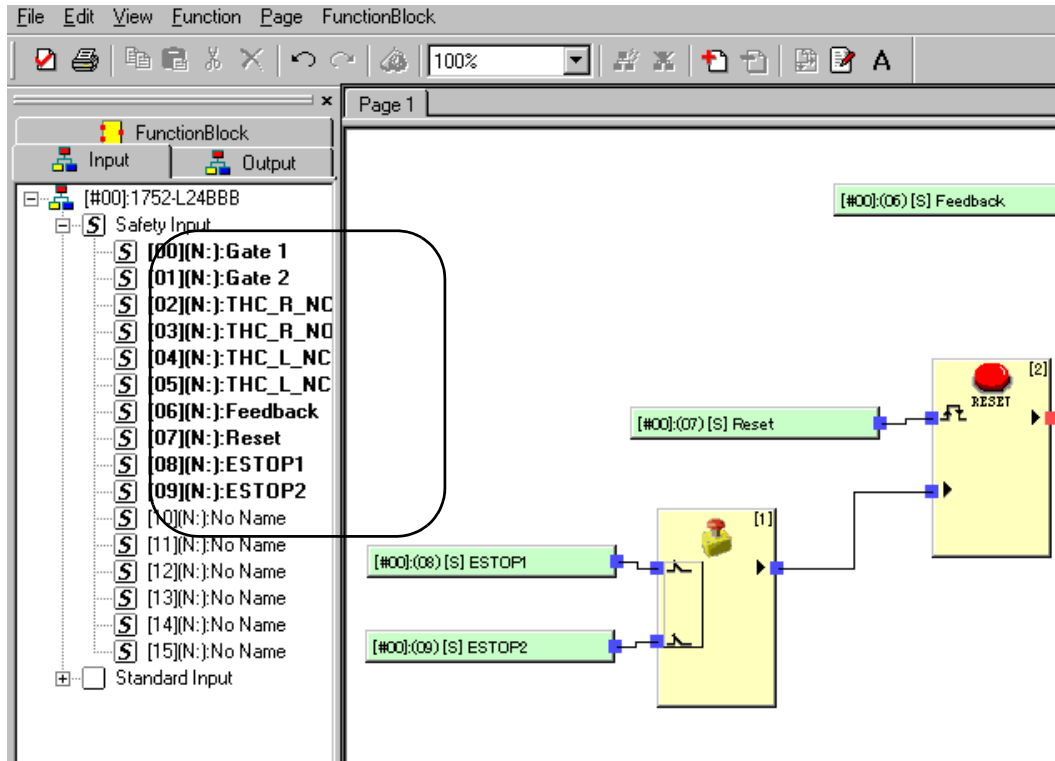 File Edit View Function Page FunctionBlock
100%
A
Page 1
FunctionBlock
Input Output
[#00]:1752-L24BBB
S Safety Input
S [00](N:):Gate 1
S [01](N:):Gate 2
S [02](N:):THC_R_NC
S [03](N:):THC_R_NO
S [04](N:):THC_L_NC
S [05](N:):THC_L_NC
S [06](N:):Feedback
S [07](N:):Reset
S [08](N:):ESTOP1
S [09](N:):ESTOP2
S [10](N:):No Name
S [11](N:):No Name
S [12](N:):No Name
S [13](N:):No Name
S [14](N:):No Name
S [15](N:):No Name
Standard Input
[#00]:(06) [S] Feedback
[2]
RESET
[#00]:(07) [S] Reset
[1]
[#00]:(08) [S] ESTOP1
[#00]:(09) [S] ESTOP2